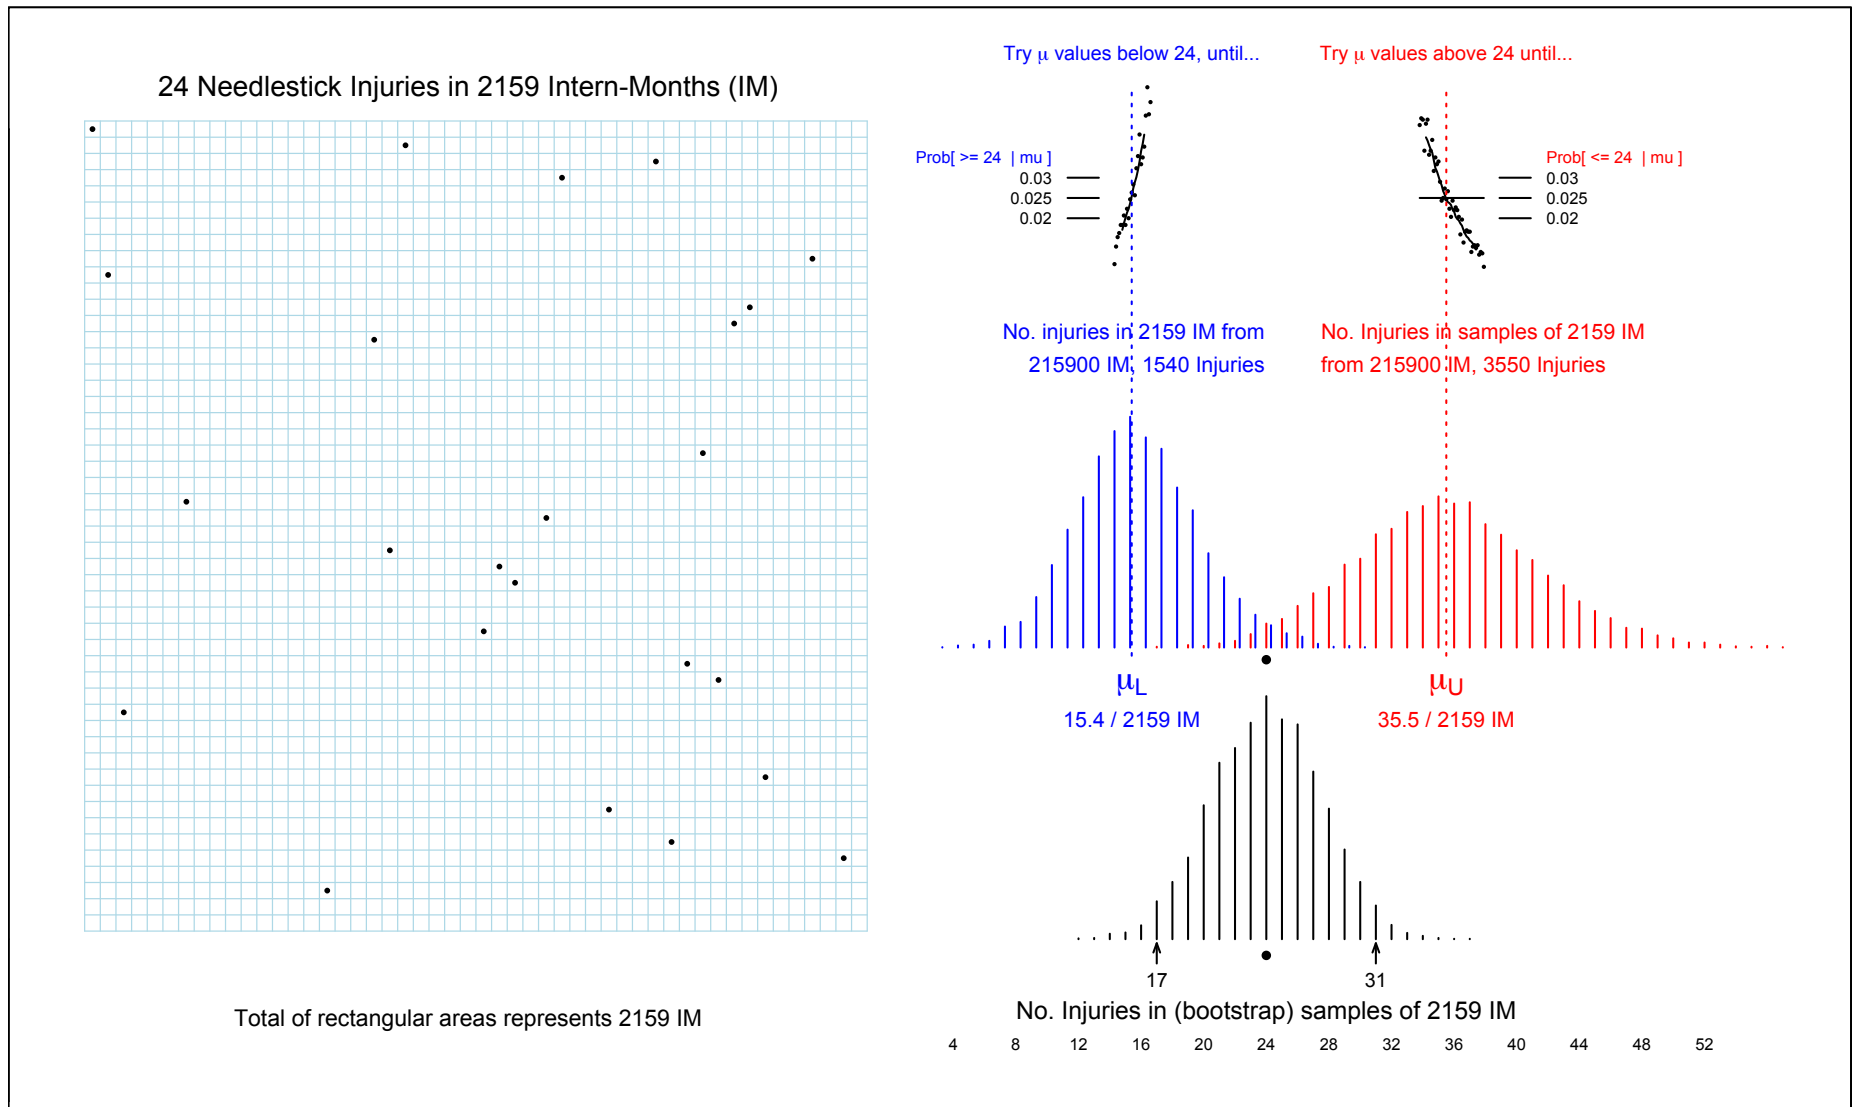 24 Needlestick Injuries in 2159 Intern-Months (IM)
Total of rectangular areas represents 2159 IM
Try μ values below 24, until...
Try μ values above 24 until...
Prob[ >= 24 | mu ]
0.03
0.025
0.02
Prob[ <= 24 | mu ]
0.03
0.025
0.02
No. injuries in 2159 IM from
215900 IM, 1540 Injuries
No. Injuries in samples of 2159 IM
from 215900 IM, 3550 Injuries
μL
15.4 / 2159 IM
μU
35.5 / 2159 IM
17
31
No. Injuries in (bootstrap) samples of 2159 IM
4 8 12 16 20 24 28 32 36 40 44 48 52